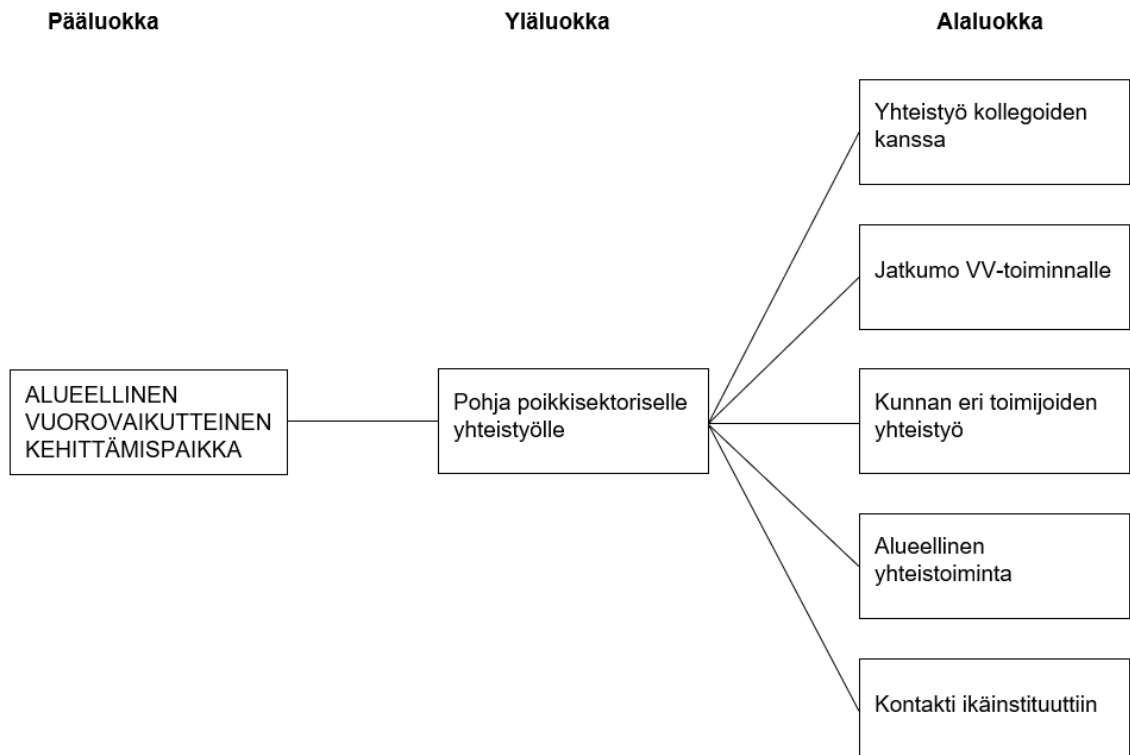 Pääluokka
Yläluokka
Alaluokka
Yhteistyö kollegoiden
kanssa
Jatkumo VV-toiminnalle
ALUEELLINEN
VUOROVAIKUTTEINEN
KEHITTÄMISPAIKKA
Pohja poikkisektoriselle
yhteistyölle
Kunnan eri toimijoiden
yhteistyö
Alueellinen
yhteistoiminta
Kontakti ikäinstituuttiin